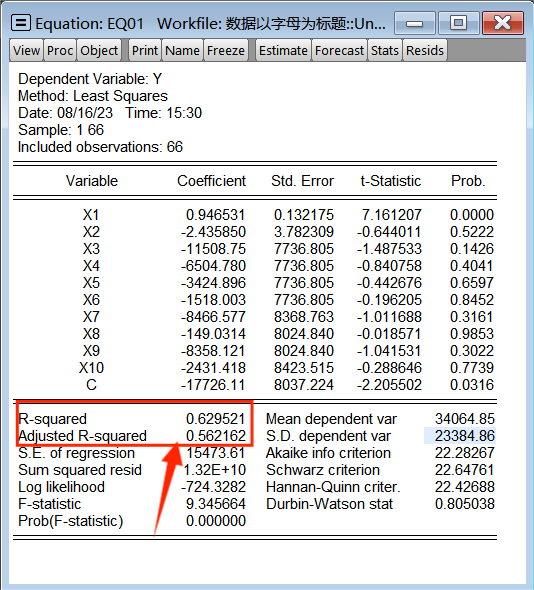 Equation: EQ01 Workfile: 数据以字母为标题::Un...
View Proc Object Print Name Freeze Estimate Forecast Stats Resids
Dependent Variable: Y
Method: Least Squares
Date: 08/16/23 Time: 15:30
Sample: 1 66
Included observations: 66
Variable Coefficient Std. Error t-Statistic Prob.
X1 0.946531 0.132175 7.161207 0.0000
X2 -2.435850 3.782309 -0.644011 0.5222
X3 -11508.75 7736.805 -1.487533 0.1426
X4 -6504.780 7736.805 -0.840758 0.4041
X5 -3424.896 7736.805 -0.442676 0.6597
X6 -1518.003 7736.805 -0.196205 0.8452
X7 -8466.577 8368.763 -1.011688 0.3161
X8 -149.0314 8024.840 -0.018571 0.9853
X9 -8358.121 8024.840 -1.041531 0.3022
X10 -2431.418 8423.515 -0.288646 0.7739
C -17726.11 8037.224 -2.205502 0.0316
R-squared 0.629521 Mean dependent var 34064.85
Adjusted R-squared 0.562162 S.D. dependent var 23384.86
S.E. of regression 15473.61 Akaike info criterion 22.28267
Sum squared resid 1.32E+10 Schwarz criterion 22.64761
Log likelihood -724.3282 Hannan-Quinn criter. 22.42688
F-statistic 9.345664 Durbin-Watson stat 0.805038
Prob(F-statistic) 0.000000